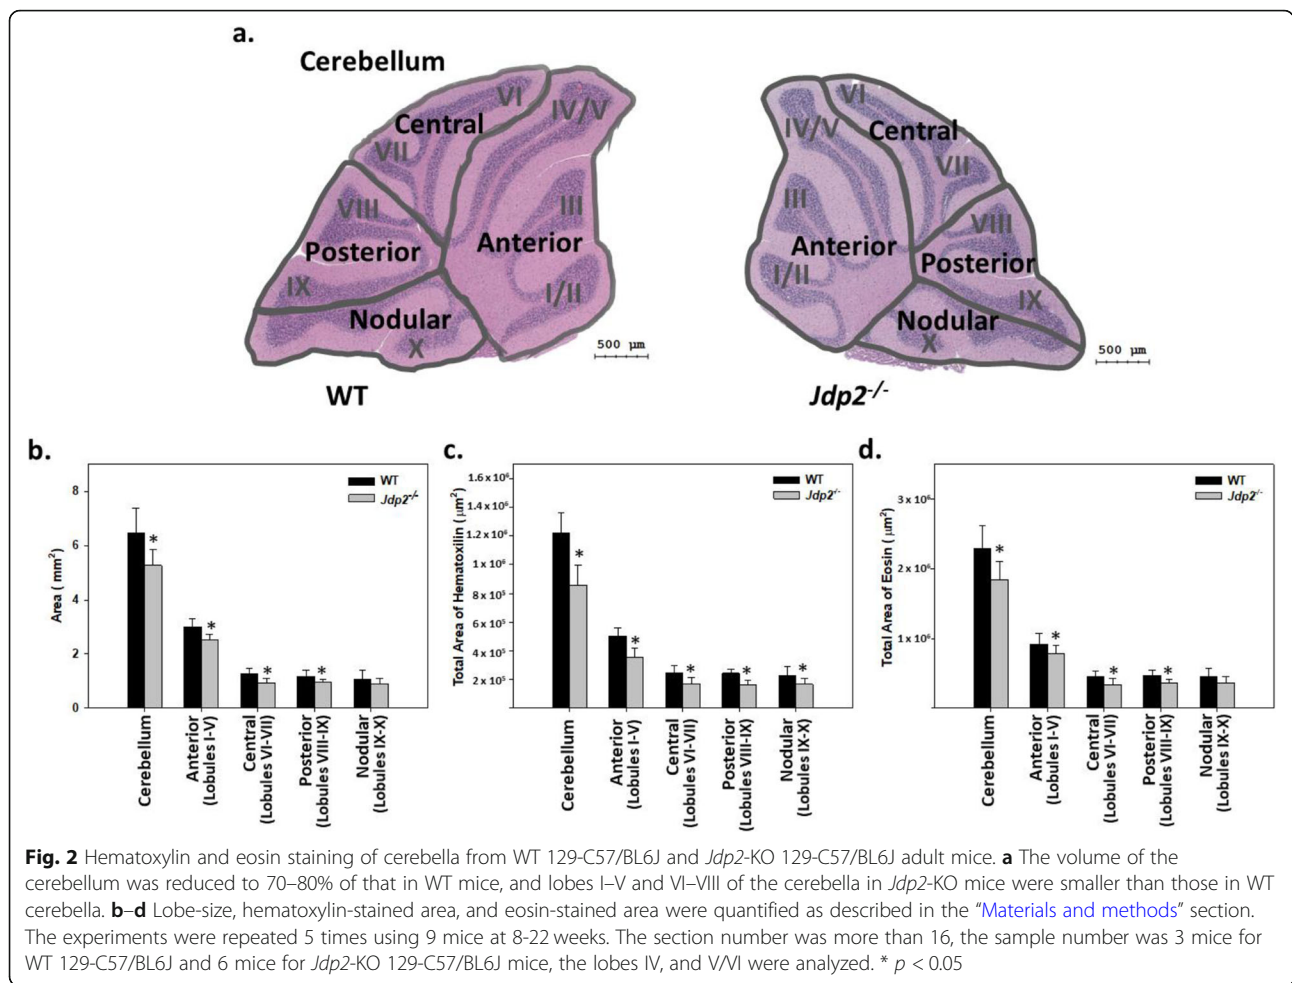 a.
Cerebellum
VI
IV/V
Central
VII
VIII
III
Posterior
Anterior
IX
I/II
Nodular
X
500 μm
WT
VI
IV/V
Central
VII
III
VIII
Anterior
Posterior
I/II
IX
Nodular
X
500 μm
Jdp2-/-
b.
WT
Jdp2-/-
Area ( mm²)
8
6
4
2
0
*
*
*
*
Cerebellum
Anterior
(Lobules I-V)
Central
(Lobules VI-VII)
Posterior
(Lobules VIII-IX)
Nodular
(Lobules IX-X)
c.
WT
Jdp2-/-
Total Area of Hematoxilin (μm²)
1.6 x 10⁶
1.4 x 10⁶
1.2 x 10⁶
1 x 10⁶
8 x 10⁵
6 x 10⁵
4 x 10⁵
2 x 10⁵
*
*
*
*
*
Cerebellum
Anterior
(Lobules I-V)
Central
(Lobules VI-VII)
Posterior
(Lobules VIII-IX)
Nodular
(Lobules IX-X)
d.
WT
Jdp2-/-
Total Area of Eosin ( μm²)
3 x 10⁶
2 x 10⁶
1 x 10⁶
*
*
*
*
Cerebellum
Anterior
(Lobules I-V)
Central
(Lobules VI-VII)
Posterior
(Lobules VIII-IX)
Nodular
(Lobules IX-X)
Fig. 2 Hematoxylin and eosin staining of cerebella from WT 129-C57/BL6J and Jdp2-KO 129-C57/BL6J adult mice. a The volume of the
cerebellum was reduced to 70–80% of that in WT mice, and lobes I–V and VI–VIII of the cerebella in Jdp2-KO mice were smaller than those in WT
cerebella. b–d Lobe-size, hematoxylin-stained area, and eosin-stained area were quantified as described in the “Materials and methods” section.
The experiments were repeated 5 times using 9 mice at 8-22 weeks. The section number was more than 16, the sample number was 3 mice for
WT 129-C57/BL6J and 6 mice for Jdp2-KO 129-C57/BL6J mice, the lobes IV, and V/VI were analyzed. * p < 0.05